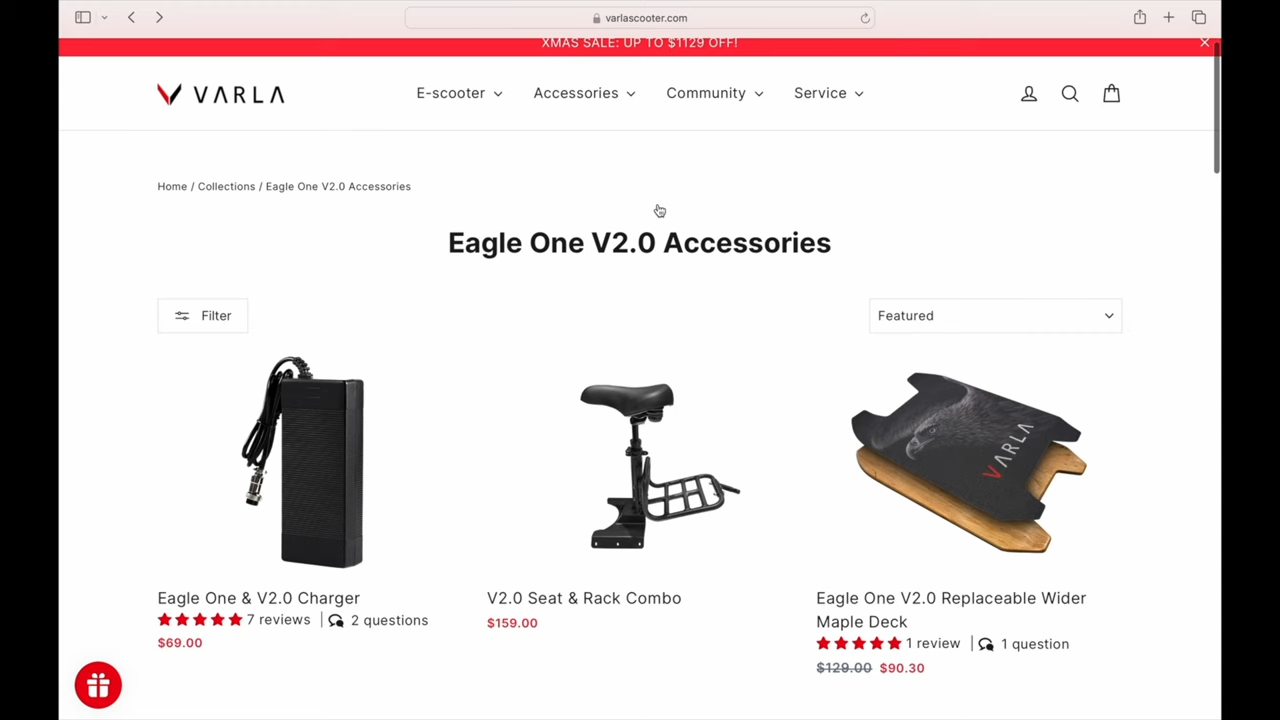 varlascooter.com
XMAS SALE: UP TO $1129 OFF!
VARLA
E-scooter
Accessories
Community
Service
Home / Collections / Eagle One V2.0 Accessories
Eagle One V2.0 Accessories
Filter
Featured
VARLA
Eagle One & V2.0 Charger
7 reviews
2 questions
$69.00
V2.0 Seat & Rack Combo
$159.00
Eagle One V2.0 Replaceable Wider
Maple Deck
1 review
1 question
$129.00 $90.30